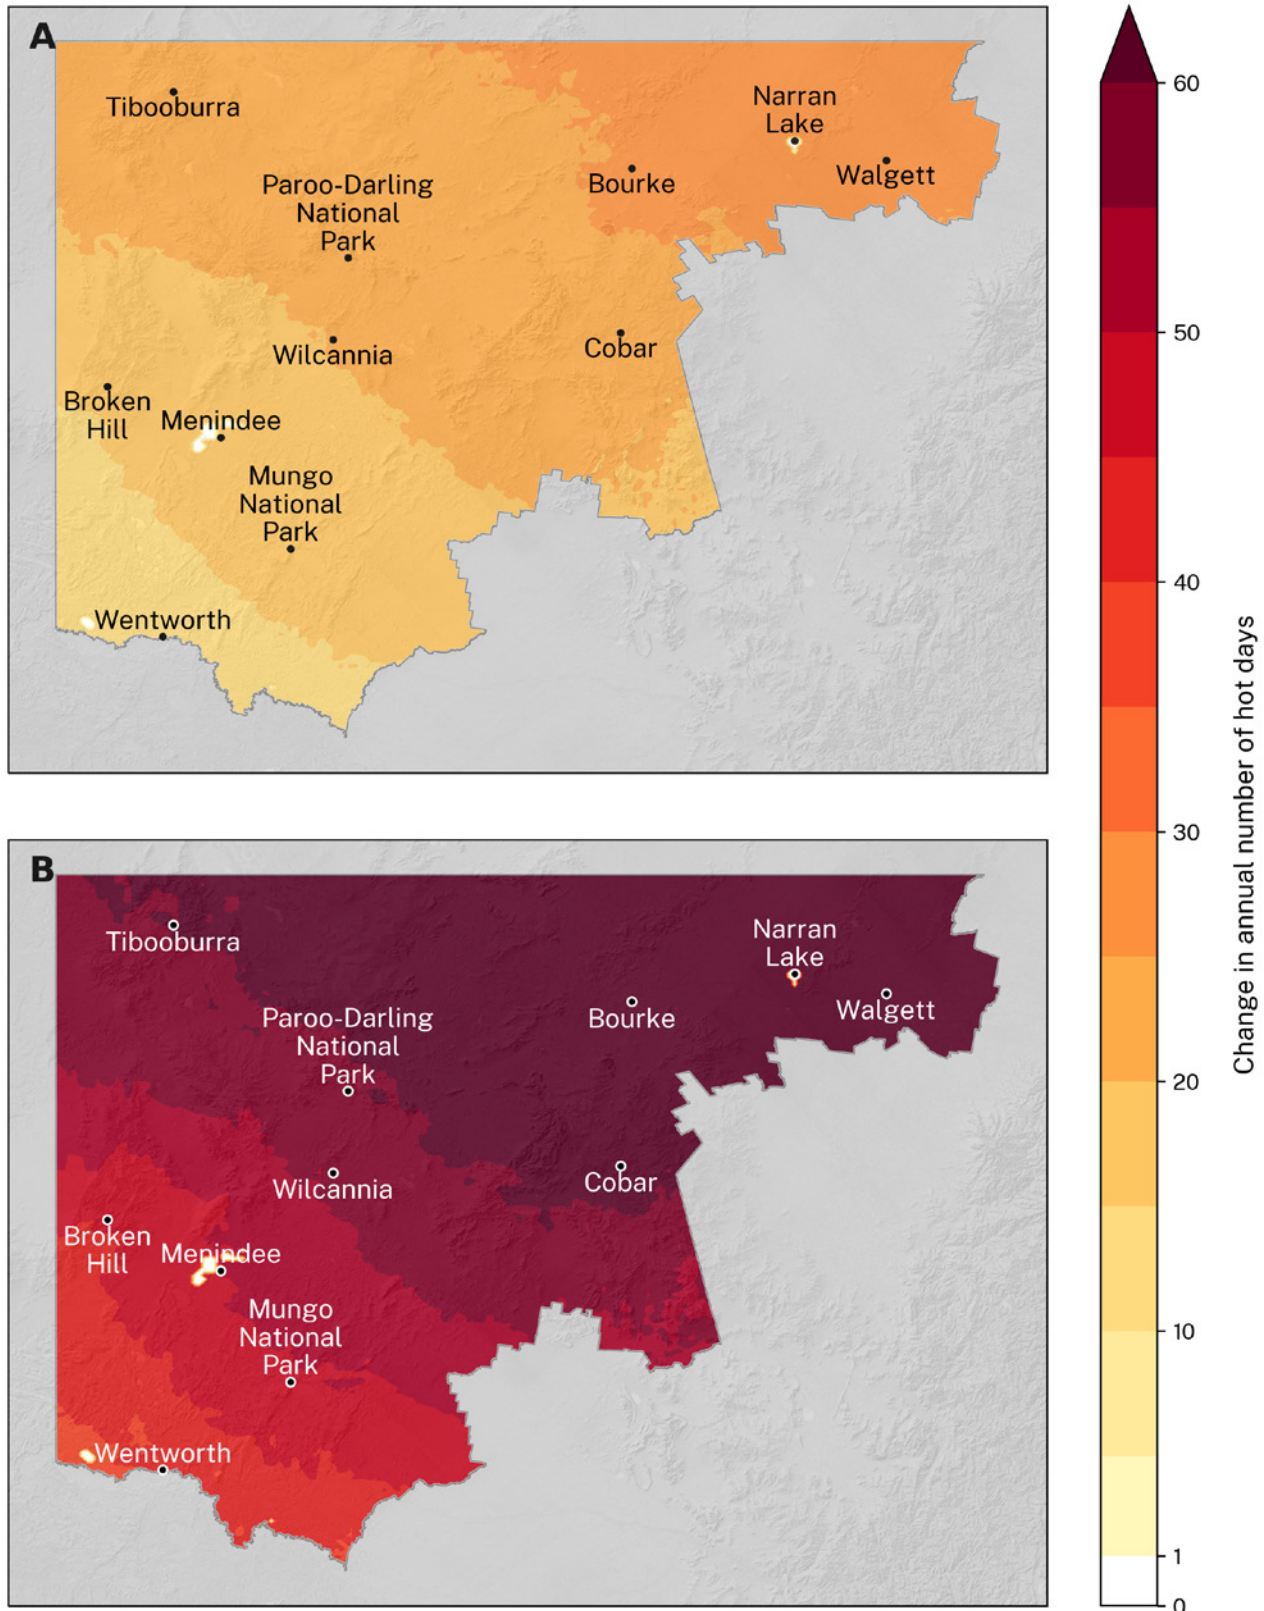 A
Tibooburra
Narran
Lake
Walgett
Bourke
Paroo-Darling
National
Park
Wilcannia
Cobar
Broken
Hill
Menindee
Mungo
National
Park
Wentworth
B
Tibooburra
Narran
Lake
Walgett
Bourke
Paroo-Darling
National
Park
Wilcannia
Cobar
Broken
Hill
Menindee
Mungo
National
Park
Wentworth
60
50
40
30
20
10
1
0
Change in annual number of hot days